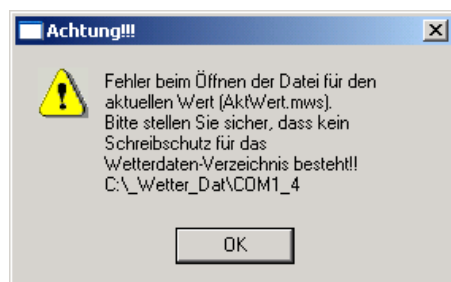 Achtung!!!
Fehler beim Öffnen der Datei für den
aktuellen Wert (AktWert.mws).
Bitte stellen Sie sicher, dass kein
Schreibschutz für das
Wetterdaten-Verzeichnis besteht!!
C:\_Wetter_Dat\COM1_4
OK